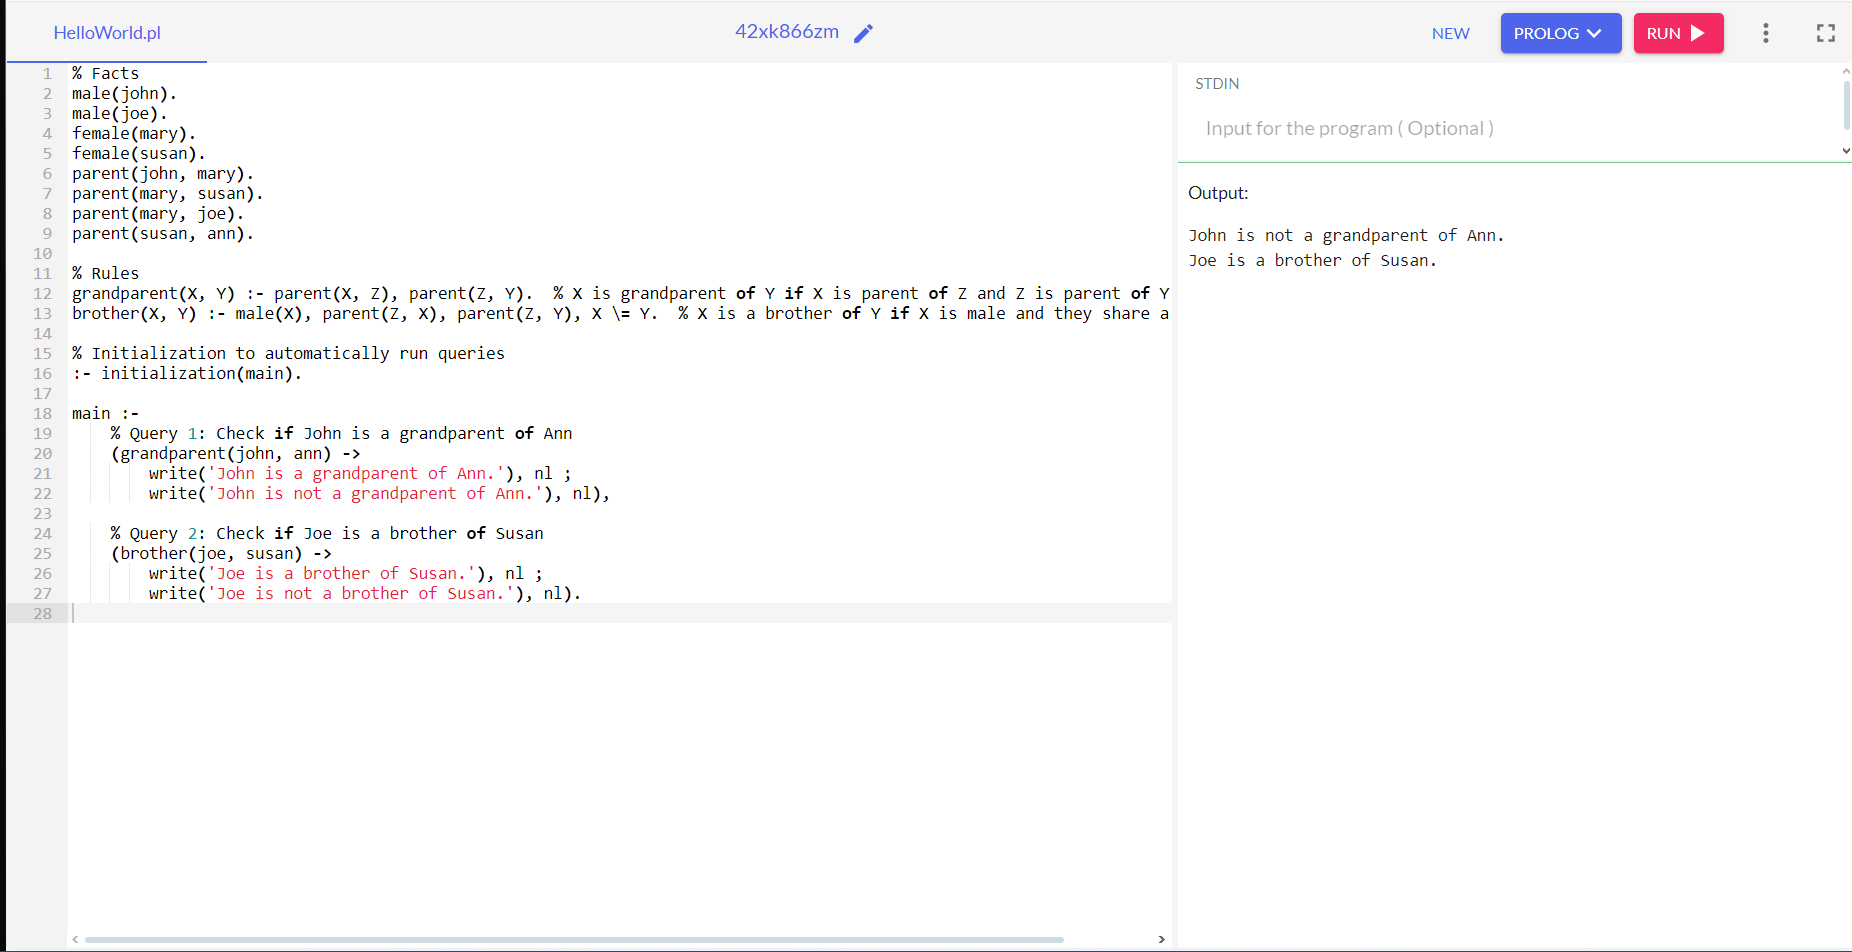 HelloWorld.pl
42xk866zm
NEW
PROLOG
RUN
1 % Facts
2 male(john).
3 male(joe).
4 female(mary).
5 female(susan).
6 parent(john, mary).
7 parent(mary, susan).
8 parent(mary, joe).
9 parent(susan, ann).
10
11 % Rules
12 grandparent(X, Y) :- parent(X, Z), parent(Z, Y).  % X is grandparent of Y if X is parent of Z and Z is parent of Y
13 brother(X, Y) :- male(X), parent(Z, X), parent(Z, Y), X \= Y.  % X is a brother of Y if X is male and they share a
14
15 % Initialization to automatically run queries
16 :- initialization(main).
17
18 main :-
19     % Query 1: Check if John is a grandparent of Ann
20     (grandparent(john, ann) ->
21         write('John is a grandparent of Ann.'), nl ;
22         write('John is not a grandparent of Ann.'), nl),
23
24     % Query 2: Check if Joe is a brother of Susan
25     (brother(joe, susan) ->
26         write('Joe is a brother of Susan.'), nl ;
27         write('Joe is not a brother of Susan.'), nl).
28
STDIN
Input for the program ( Optional )
Output:
John is not a grandparent of Ann.
Joe is a brother of Susan.